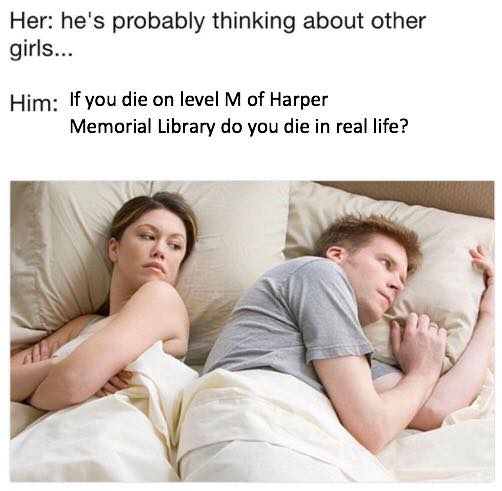 Her: he's probably thinking about other
girls...
Him: If you die on level M of Harper
Memorial Library do you die in real life?